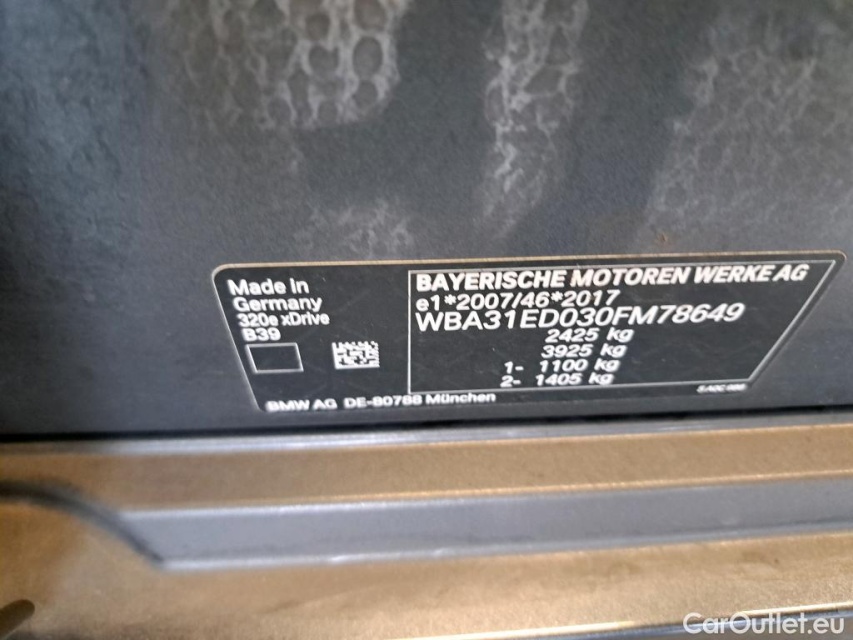 Made in
Germany
320e xDrive
B39
BMW AG DE-80788 München
BAYERISCHE MOTOREN WERKE AG
e1*2007/46*2017
WBA31ED030FM78649
2425 kg
3925 kg
1- 1100 kg
2- 1405 kg
CarOutlet.eu